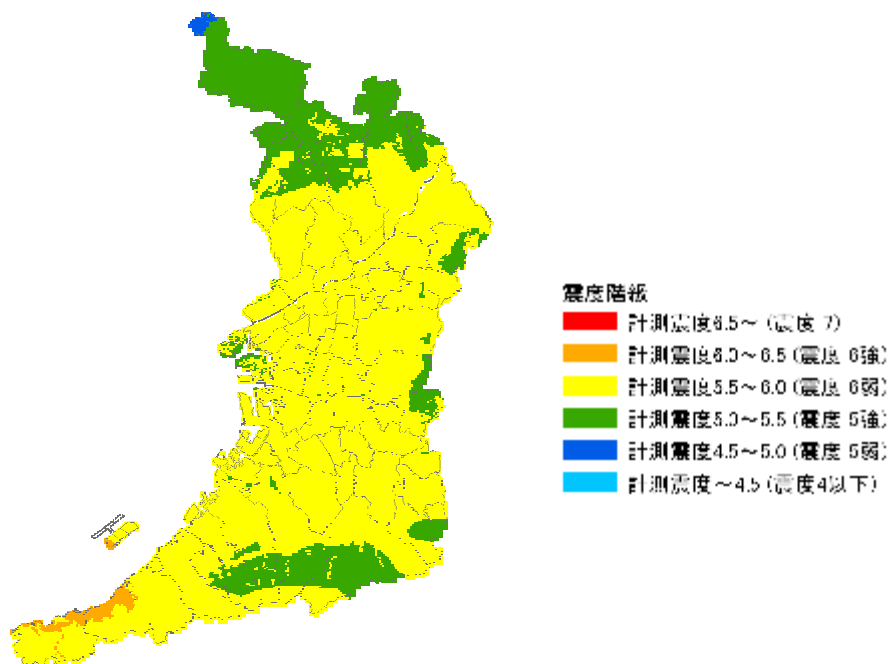 震度階級
計測震度6.5～ (震度 7)
計測震度6.0～6.5 (震度 6強)
計測震度5.5～6.0 (震度 6弱)
計測震度5.0～5.5 (震度 5強)
計測震度4.5～5.0 (震度 5弱)
計測震度～4.5 (震度4以下)